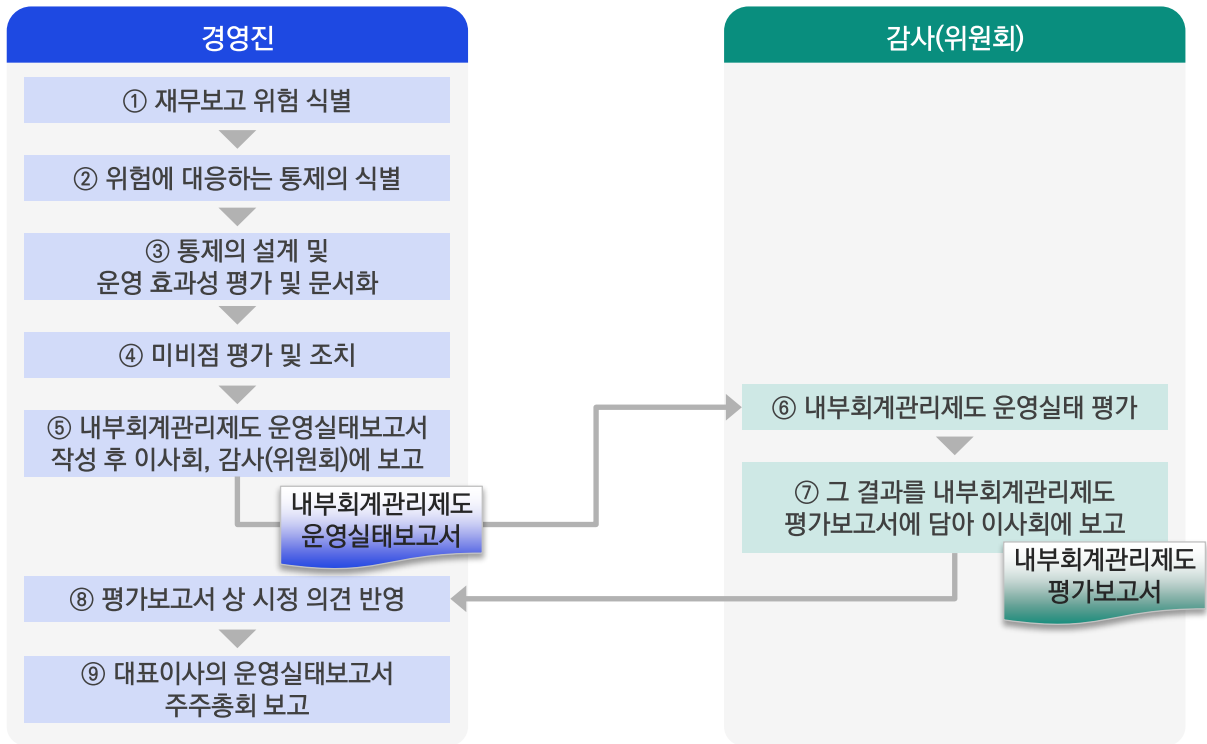 경영진
① 재무보고 위험 식별
② 위험에 대응하는 통제의 식별
③ 통제의 설계 및
운영 효과성 평가 및 문서화
④ 미비점 평가 및 조치
⑤ 내부회계관리제도 운영실태보고서
작성 후 이사회, 감사(위원회)에 보고
내부회계관리제도
운영실태보고서
감사(위원회)
⑥ 내부회계관리제도 운영실태 평가
⑦ 그 결과를 내부회계관리제도
평가보고서에 담아 이사회에 보고
내부회계관리제도
평가보고서
⑧ 평가보고서 상 시정 의견 반영
⑨ 대표이사의 운영실태보고서
주주총회 보고